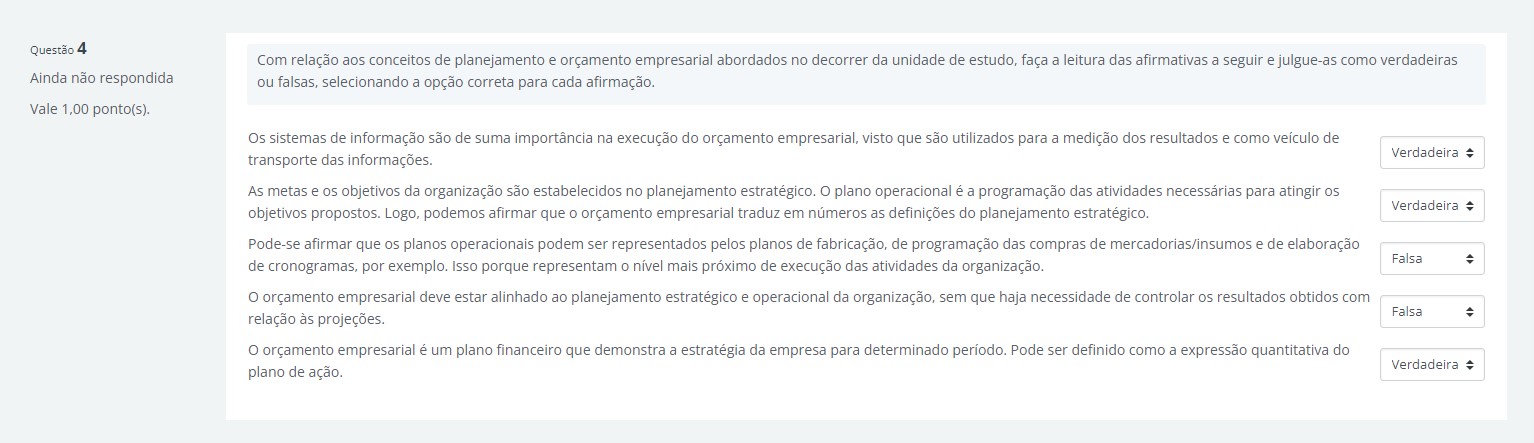 Questão 4
Ainda não respondida
Vale 1,00 ponto(s).
Com relação aos conceitos de planejamento e orçamento empresarial abordados no decorrer da unidade de estudo, faça a leitura das afirmativas a seguir e julgue-as como verdadeiras
ou falsas, selecionando a opção correta para cada afirmação.
Os sistemas de informação são de suma importância na execução do orçamento empresarial, visto que são utilizados para a medição dos resultados e como veículo de
transporte das informações.
Verdadeira
As metas e os objetivos da organização são estabelecidos no planejamento estratégico. O plano operacional é a programação das atividades necessárias para atingir os
objetivos propostos. Logo, podemos afirmar que o orçamento empresarial traduz em números as definições do planejamento estratégico.
Verdadeira
Pode-se afirmar que os planos operacionais podem ser representados pelos planos de fabricação, de programação das compras de mercadorias/insumos e de elaboração
de cronogramas, por exemplo. Isso porque representam o nível mais próximo de execução das atividades da organização.
Falsa
O orçamento empresarial deve estar alinhado ao planejamento estratégico e operacional da organização, sem que haja necessidade de controlar os resultados obtidos com
relação às projeções.
Falsa
O orçamento empresarial é um plano financeiro que demonstra a estratégia da empresa para determinado período. Pode ser definido como a expressão quantitativa do
plano de ação.
Verdadeira